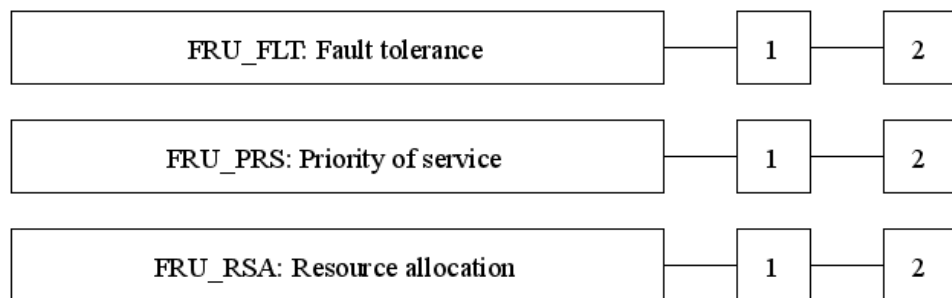 FRU_FLT: Fault tolerance 1 2
FRU_PRS: Priority of service 1 2
FRU_RSA: Resource allocation 1 2